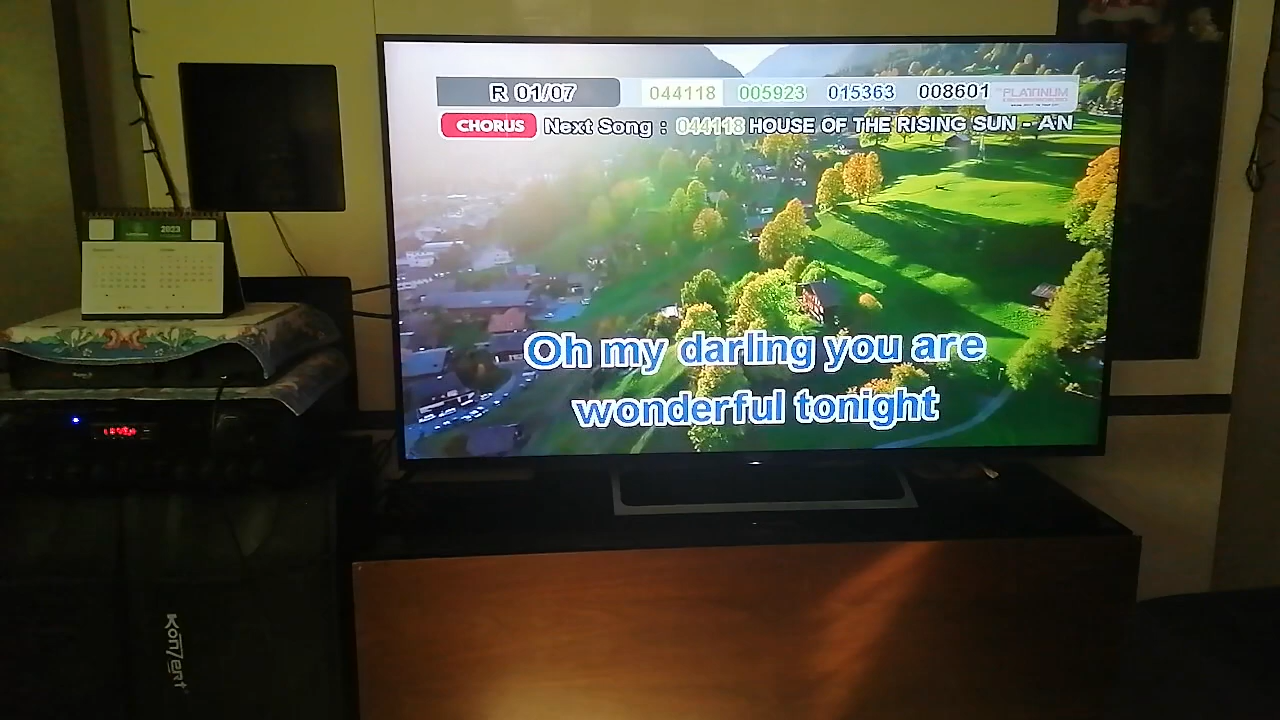 R 01/07 044118 005923 015363 008601 PLATINUM
CHORUS Next Song : 044118 HOUSE OF THE RISING SUN - AN
Oh my darling you are
wonderful tonight
2023
Konzert